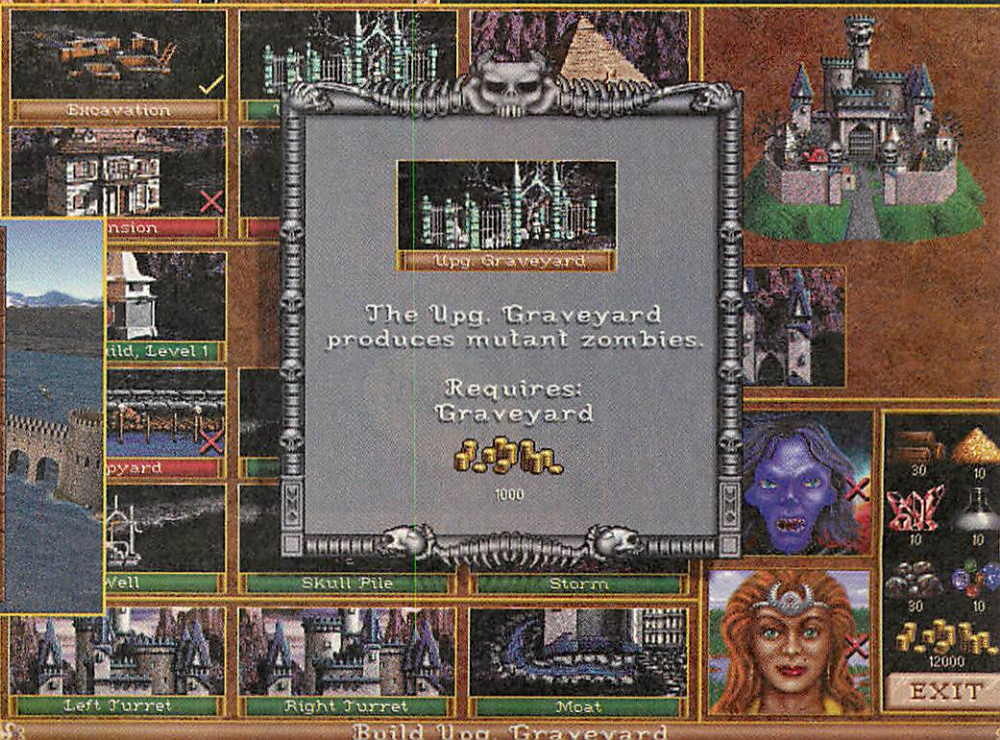 Excavation
The Upg. Graveyard
produces mutant zombies.
Requires:
Graveyard
1000
Upg. Graveyard
ild, Level 1
pyard
Well
Skull Pile
Storm
30
10
10
10
30
10
12000
EXIT
Left Turret
Right Turret
Moat
Build Upg. Graveyard